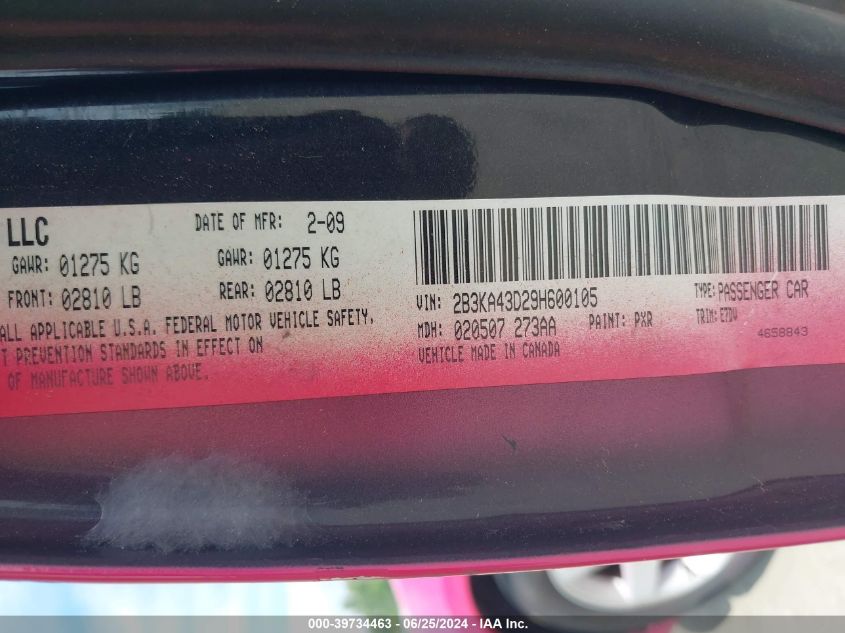 LLC DATE OF MFR: 2-09
GAWR: 01275 KG GAWR: 01275 KG
FRONT: 02810 LB REAR: 02810 LB
ALL APPLICABLE U.S.A. FEDERAL MOTOR VEHICLE SAFETY,
T PREVENTION STANDARDS IN EFFECT ON
OF MANUFACTURE SHOWN ABOVE.
VIN: 2B3KA43D29H600105 TYPE: PASSENGER CAR
MDH: 020507 273AA PAINT: PXR TRIM: EZDV
VEHICLE MADE IN CANADA 4658843
000-39734463 - 06/25/2024 - IAA Inc.